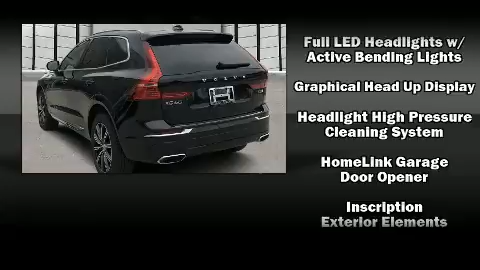 Full LED Headlights w/
Active Bending Lights
Graphical Head Up Display
Headlight High Pressure
Cleaning System
HomeLink Garage
Door Opener
Inscription
Exterior Elements
VOLVO
XC60